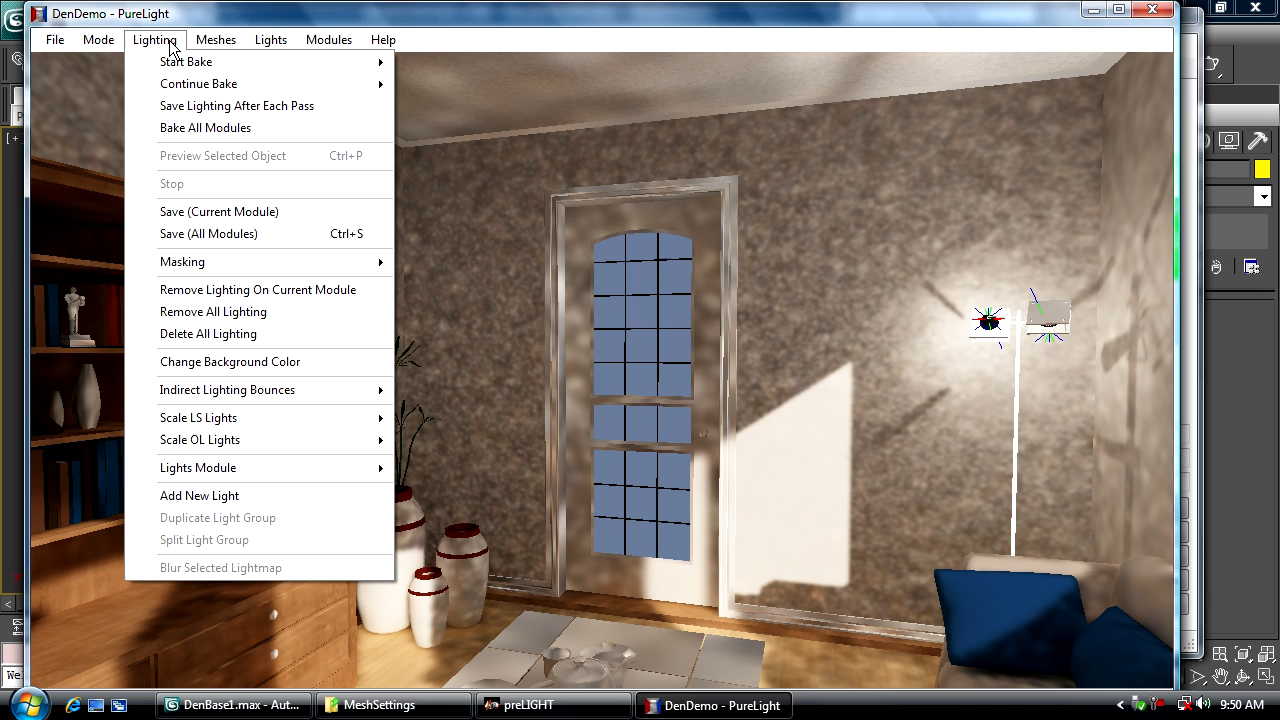 DenDemo - PureLight
File Mode Lighting Meshes Lights Modules Help
Start Bake
Continue Bake
Save Lighting After Each Pass
Bake All Modules
Preview Selected Object Ctrl+P
Stop
Save (Current Module)
Save (All Modules) Ctrl+S
Masking
Remove Lighting On Current Module
Remove All Lighting
Delete All Lighting
Change Background Color
Indirect Lighting Bounces
Scale LS Lights
Scale OL Lights
Lights Module
Add New Light
Duplicate Light Group
Split Light Group
Blur Selected Lightmap
[+
We
DenBase1.max - Aut... MeshSettings preLIGHT DenDemo - PureLight 9:50 AM